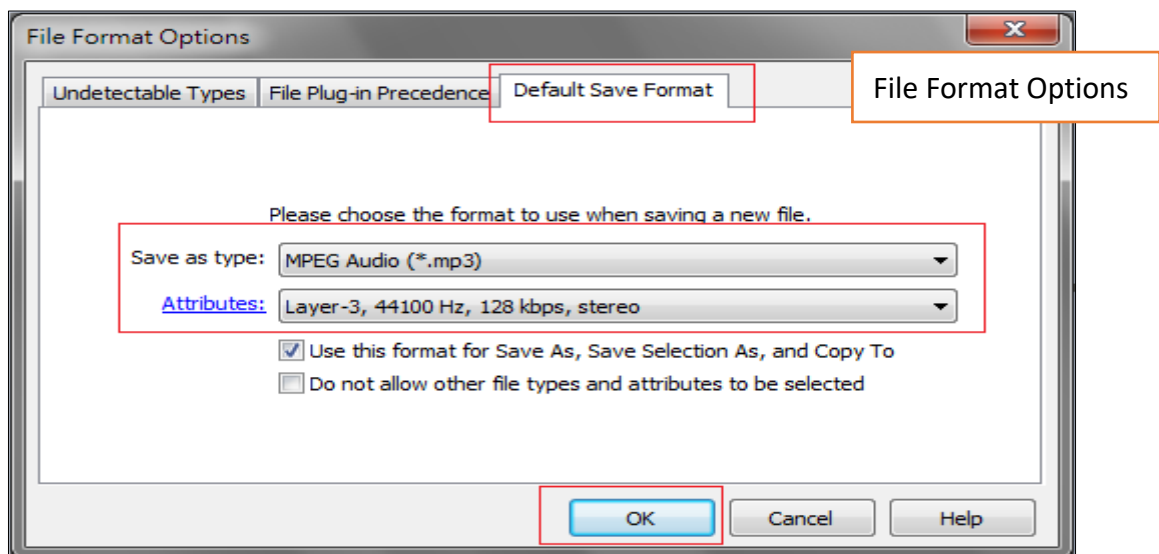 File Format Options
File Format Options
Undetectable Types File Plug-in Precedence Default Save Format
Please choose the format to use when saving a new file.
Save as type: MPEG Audio (*.mp3)
Attributes: Layer-3, 44100 Hz, 128 kbps, stereo
Use this format for Save As, Save Selection As, and Copy To
Do not allow other file types and attributes to be selected
OK Cancel Help